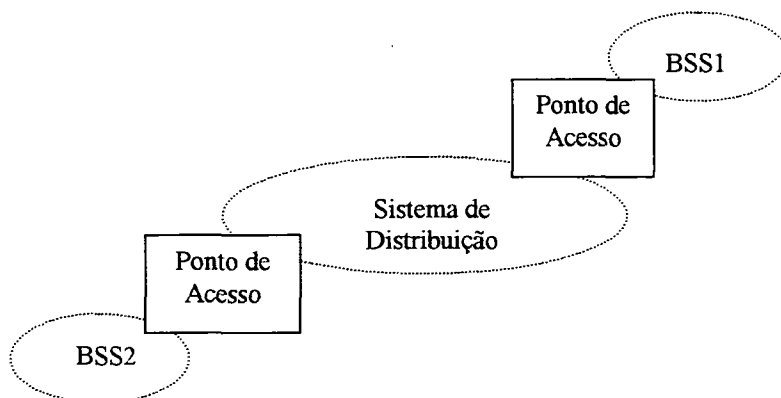 BSS1
Ponto de
Acesso
Sistema de
Distribuição
Ponto de
Acesso
BSS2